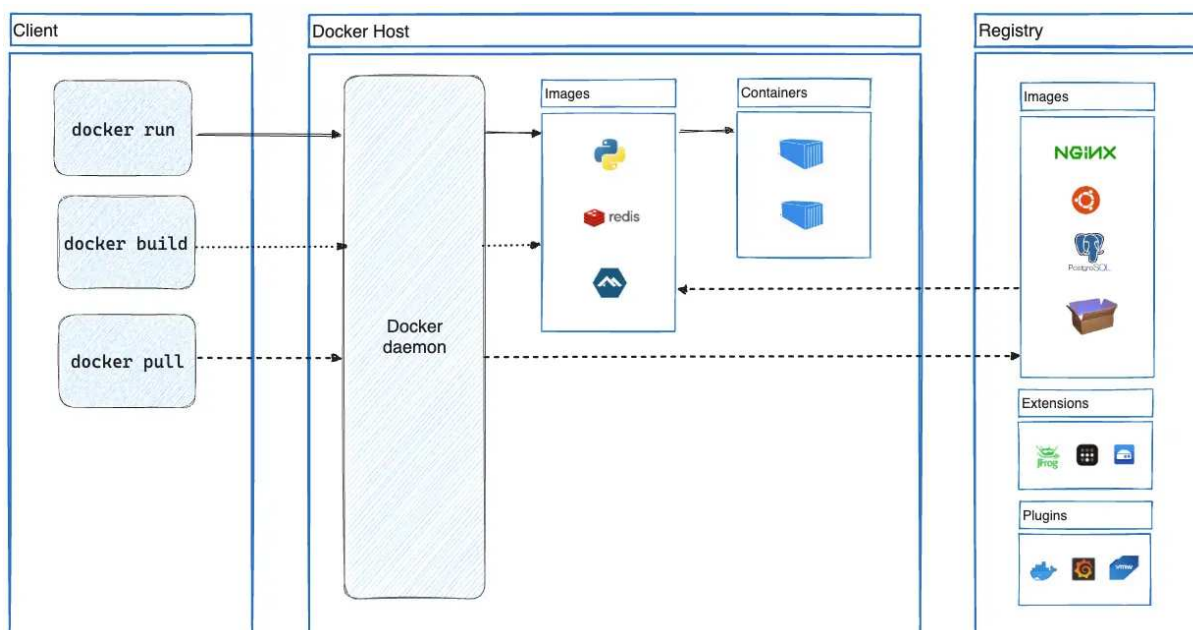 Client
docker run
docker build
docker pull
Docker Host
Docker
daemon
Images
redis
Containers
Registry
Images
NGiNX
PostgreSQL
Extensions
jFrog
Plugins
vmw